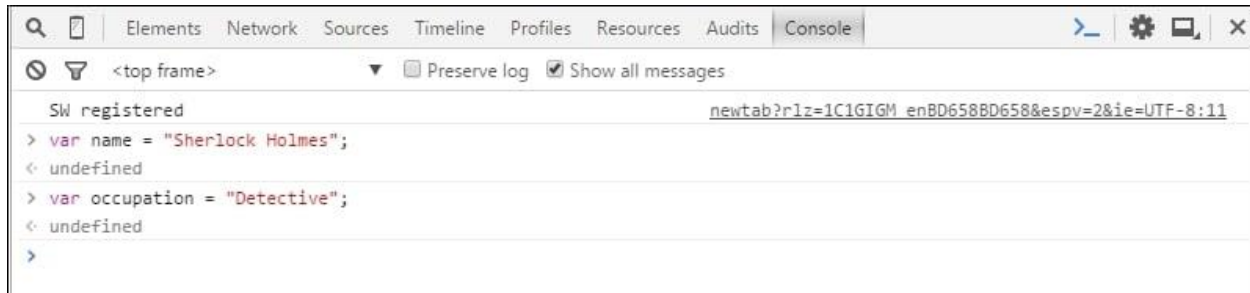 Elements Network Sources Timeline Profiles Resources Audits Console
<top frame> Preserve log Show all messages
SW registered newtab?rlz=1C1GIGM_enBD658BD658&espv=2&ie=UTF-8:11
> var name = "Sherlock Holmes";
undefined
> var occupation = "Detective";
undefined
>